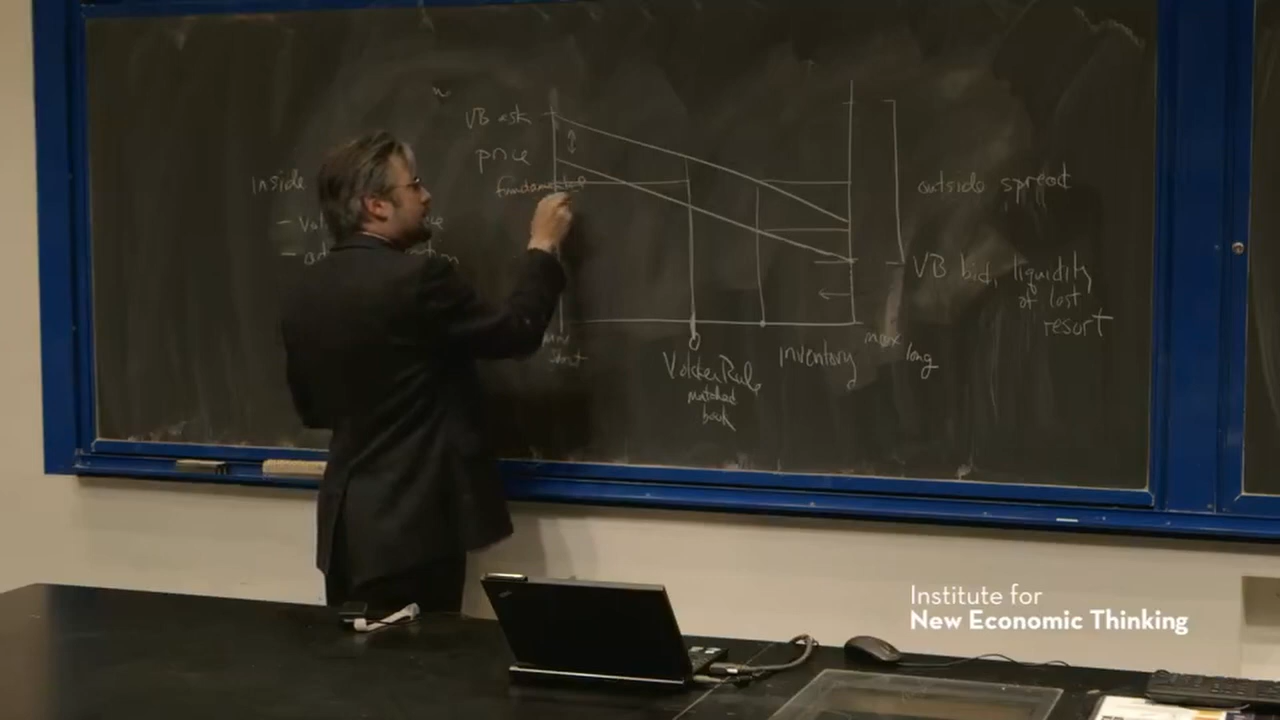 VB ask
price
fundamental
Inside
outside spread
VB bid, liquidity
of last
resort
max
long
inventory
Volcker Rule
matched
book
Institute for
New Economic Thinking